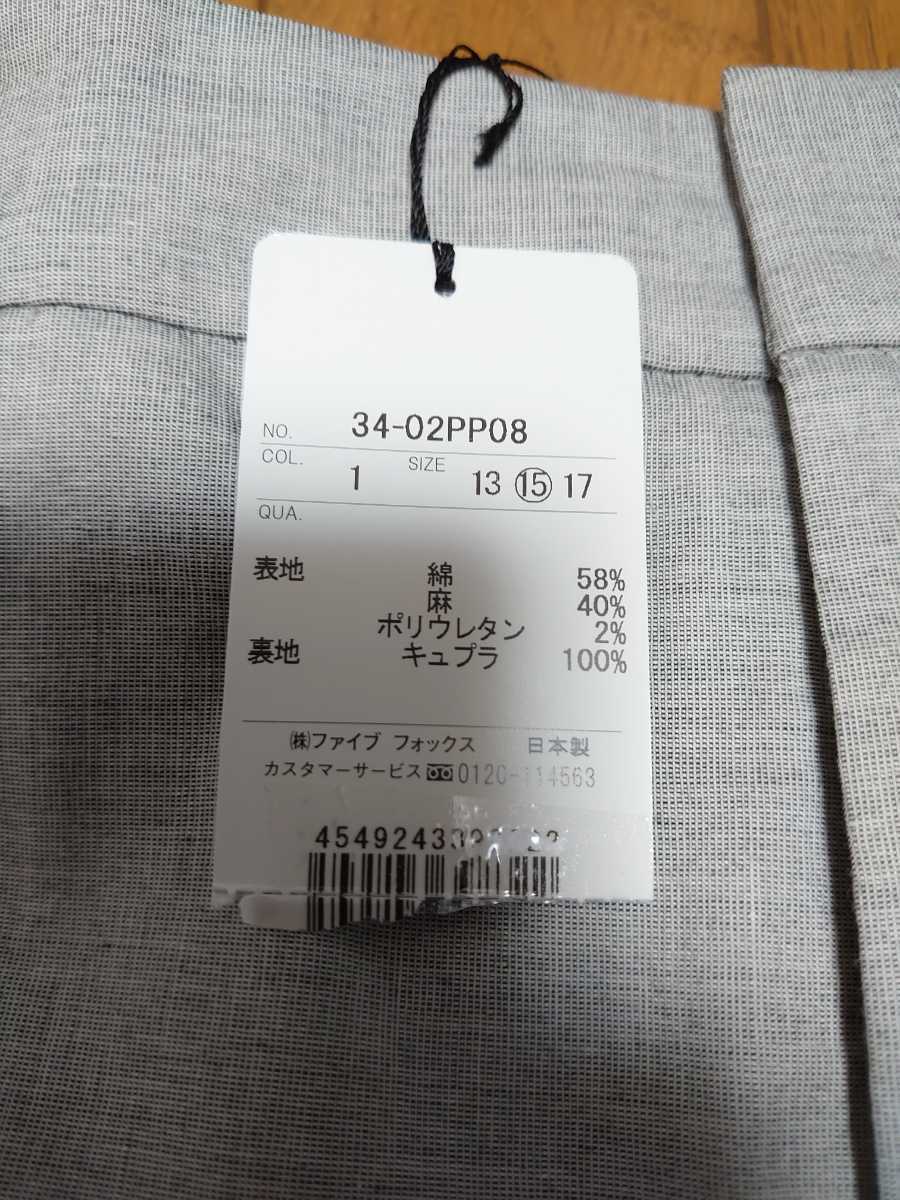 NO. 34-02PP08
COL. 1 SIZE 13 15 17
QUA.
表地 綿 58%
麻 40%
ポリウレタン 2%
裏地 キュプラ 100%
㈱ファイブ フォックス 日本製
カスタマーサービス 0120-114563